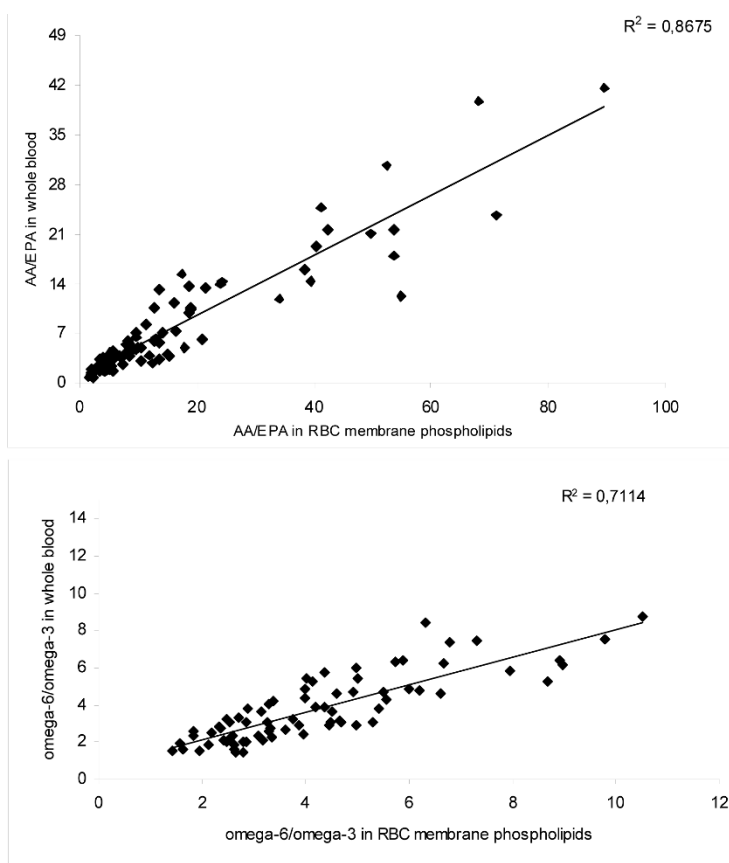 R² = 0,8675
49
42
35
28
21
14
7
0
AA/EPA in whole blood
0 20 40 60 80 100
AA/EPA in RBC membrane phospholipids
R² = 0,7114
14
12
10
8
6
4
2
0
omega-6/omega-3 in whole blood
0 2 4 6 8 10 12
omega-6/omega-3 in RBC membrane phospholipids